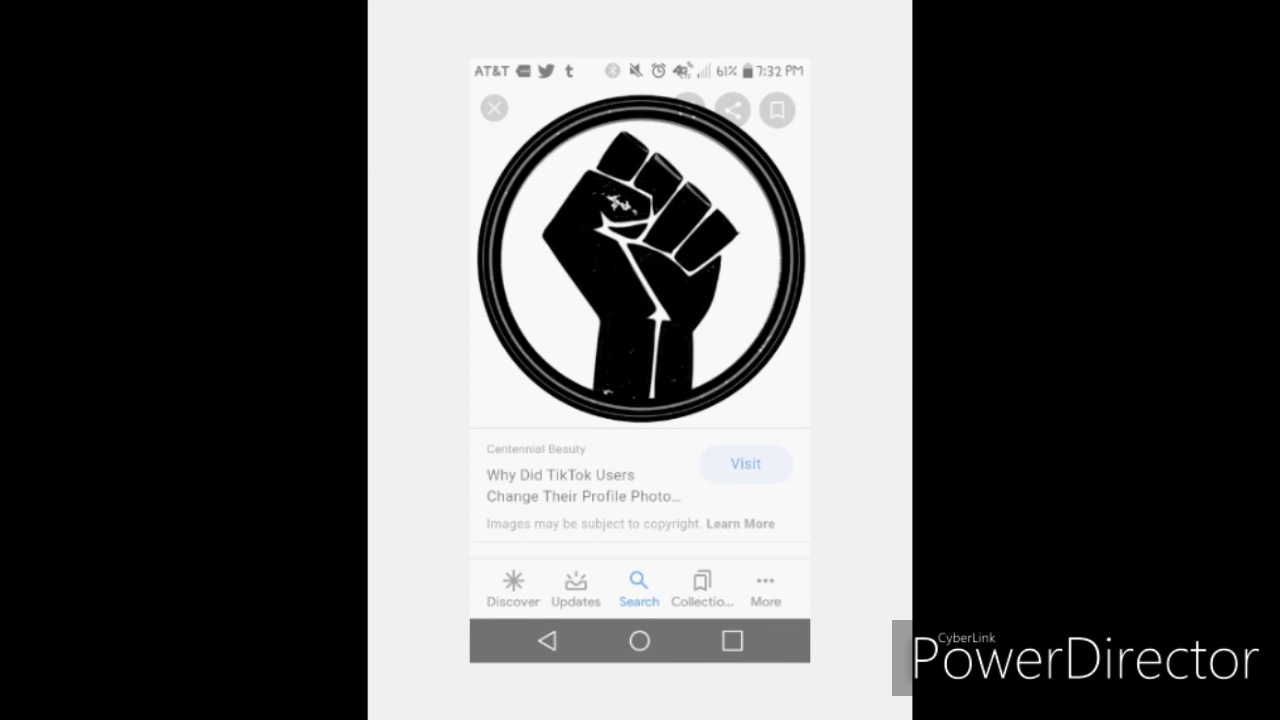 AT&T t 61% 7:32 PM
Centennial Beauty
Why Did TikTok Users
Change Their Profile Photo...
Visit
Images may be subject to copyright. Learn More
Discover Updates Search Collectio... More
CyberLink
PowerDirector